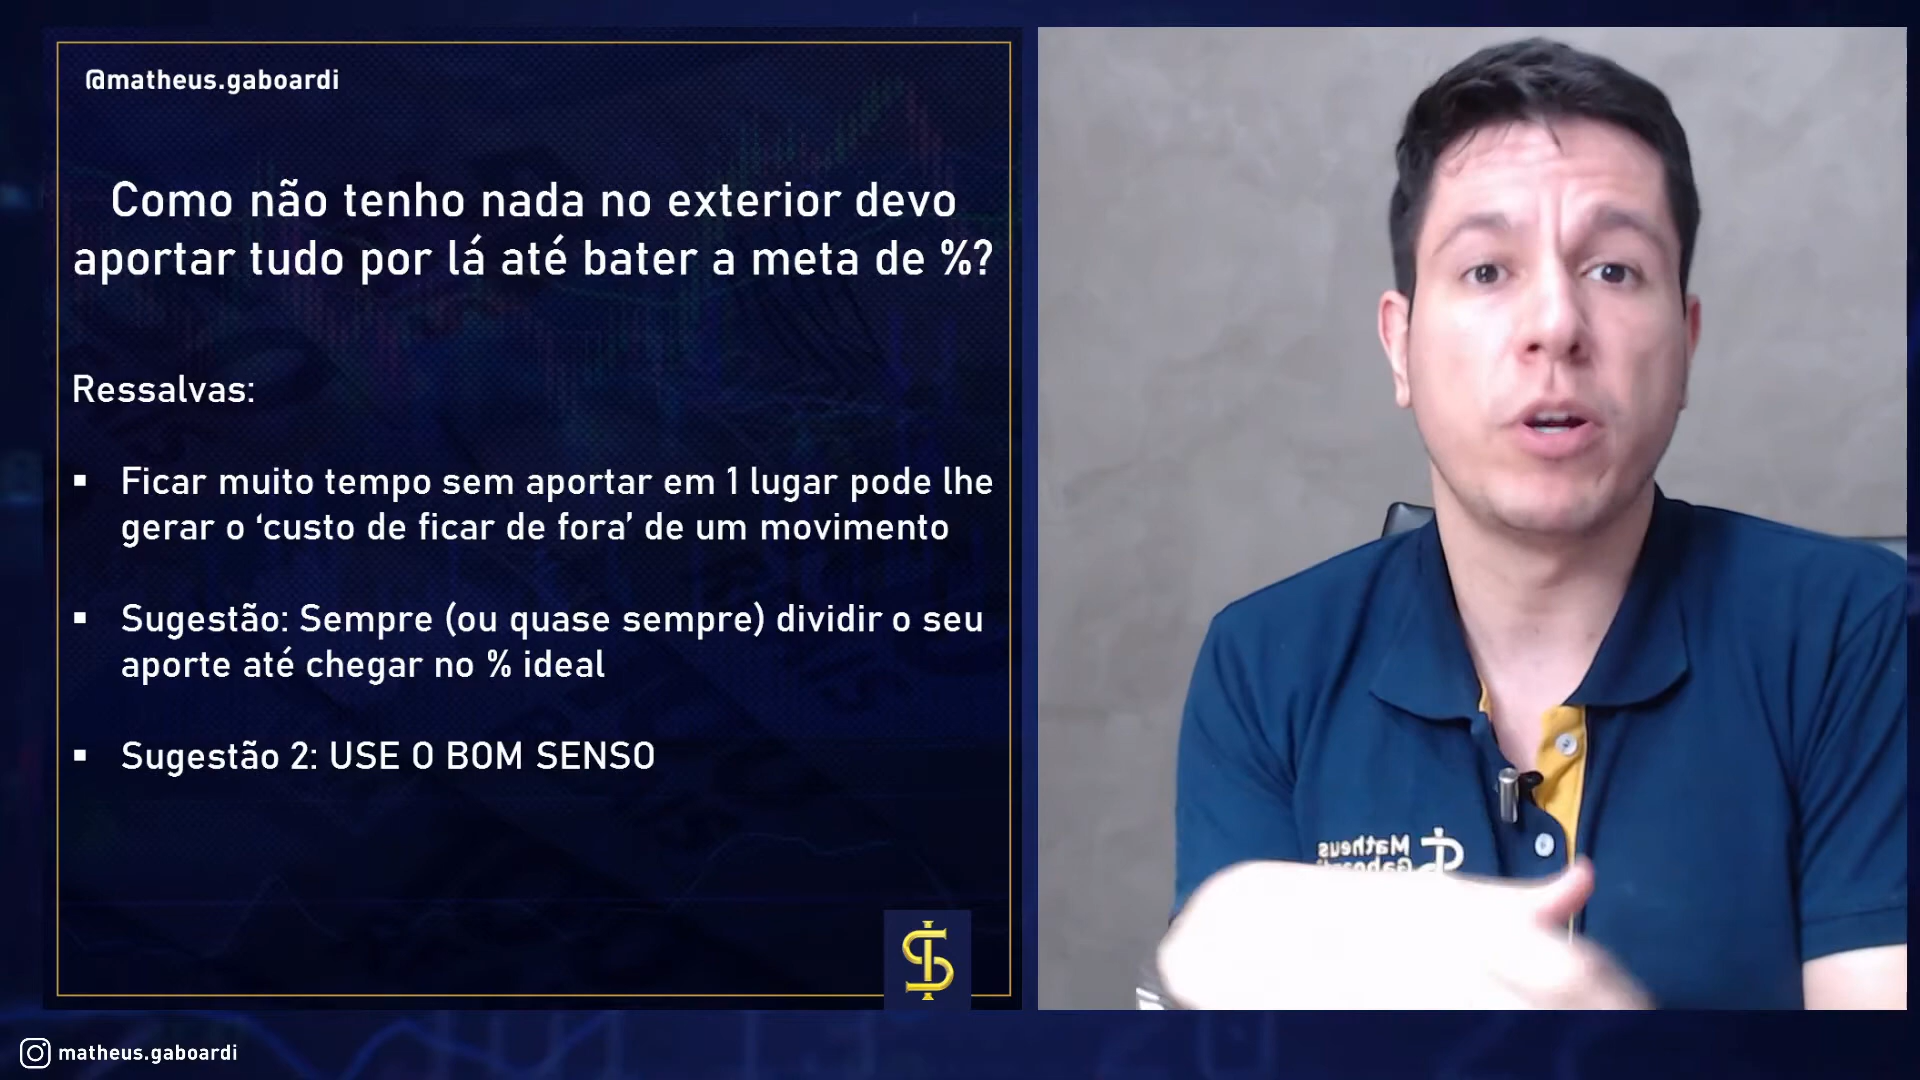 @matheus.gaboardi
Como não tenho nada no exterior devo
aportar tudo por lá até bater a meta de %?
Ressalvas:
▪ Ficar muito tempo sem aportar em 1 lugar pode lhe
gerar o ‘custo de ficar de fora’ de um movimento
▪ Sugestão: Sempre (ou quase sempre) dividir o seu
aporte até chegar no % ideal
▪ Sugestão 2: USE O BOM SENSO
Matheus
matheus.gaboardi